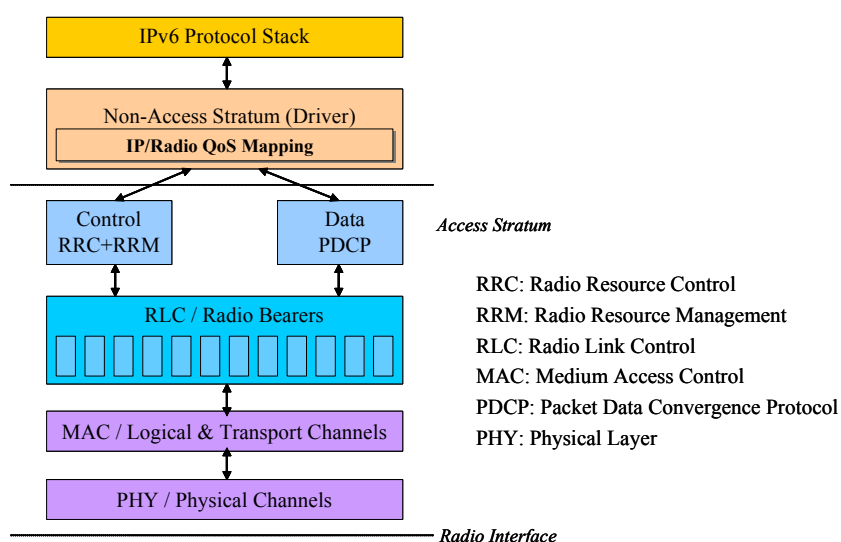 IPv6 Protocol Stack
Non-Access Stratum (Driver)
IP/Radio QoS Mapping
Control
RRC+RRM
Data
PDCP
Access Stratum
RLC / Radio Bearers
MAC / Logical & Transport Channels
PHY / Physical Channels
RRC: Radio Resource Control
RRM: Radio Resource Management
RLC: Radio Link Control
MAC: Medium Access Control
PDCP: Packet Data Convergence Protocol
PHY: Physical Layer
Radio Interface